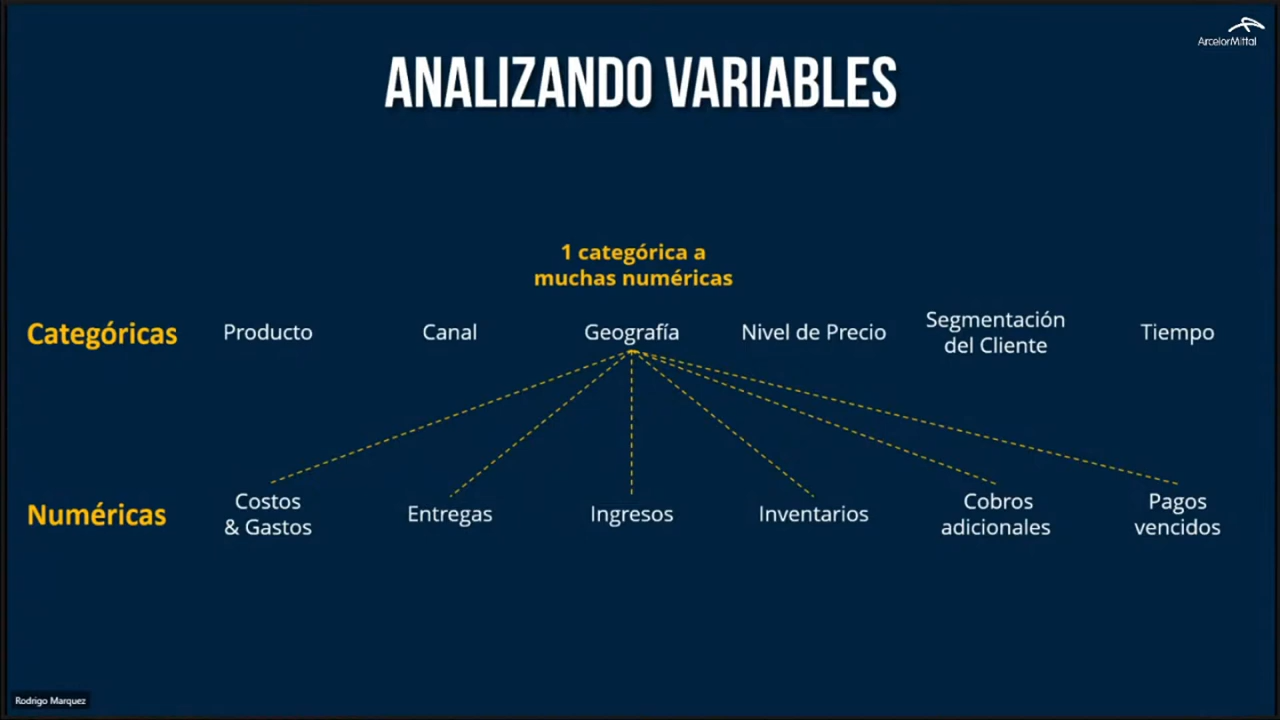 ArcelorMittal
ANALIZANDO VARIABLES
1 categórica a
muchas numéricas
Categóricas
Producto
Canal
Geografía
Nivel de Precio
Segmentación
del Cliente
Tiempo
Numéricas
Costos
& Gastos
Entregas
Ingresos
Inventarios
Cobros
adicionales
Pagos
vencidos
Rodrigo Marquez